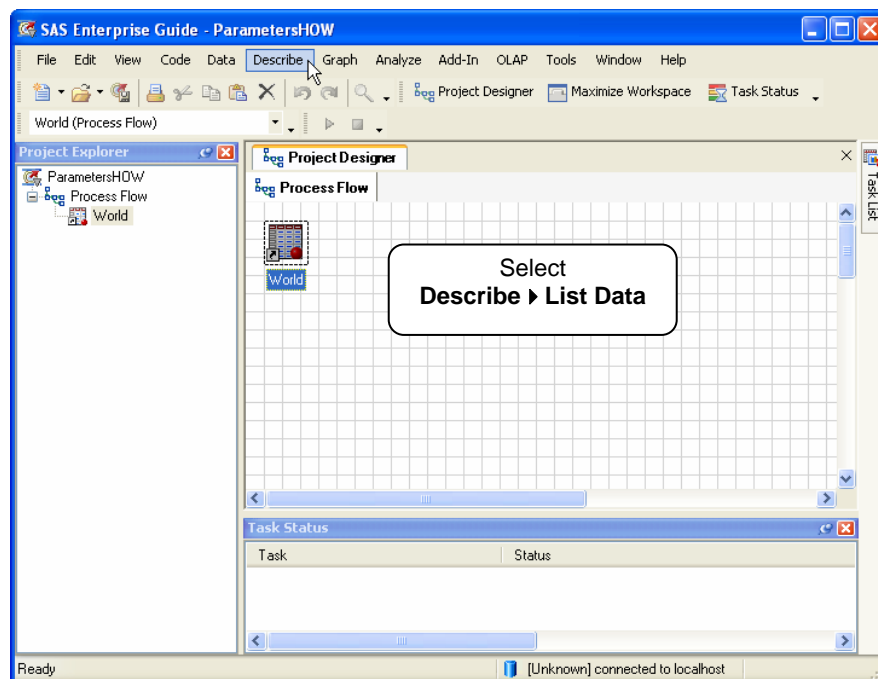 SAS Enterprise Guide - ParametersHOW
File Edit View Code Data Describe Graph Analyze Add-In OLAP Tools Window Help
Project Designer Maximize Workspace Task Status
World (Process Flow)
Project Explorer
ParametersHOW
Process Flow
World
Project Designer
Process Flow
World
Select
Describe ▸ List Data
Task List
Task Status
Task Status
Ready
[Unknown] connected to localhost